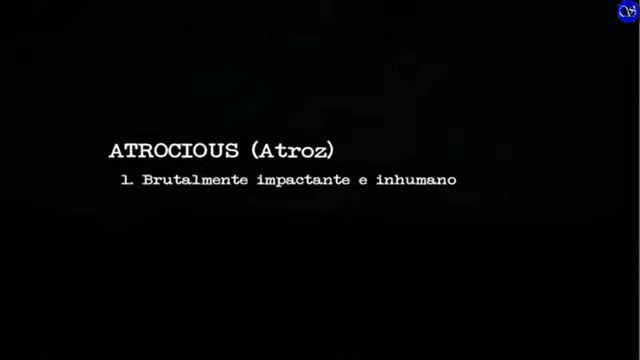 ATROCIOUS (Atroz)
1. Brutalmente impactante e inhumano